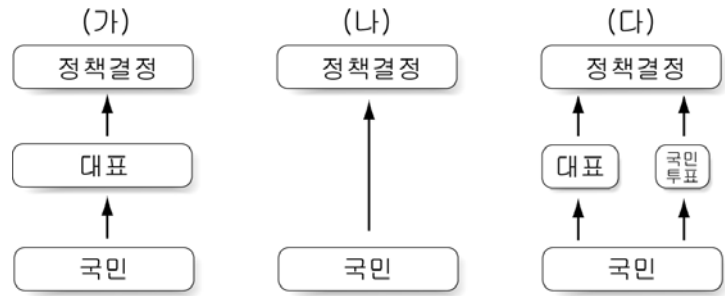 (가) (나) (다)
정책결정 정책결정 정책결정
대표 대표 국민
투표
국민 국민 국민